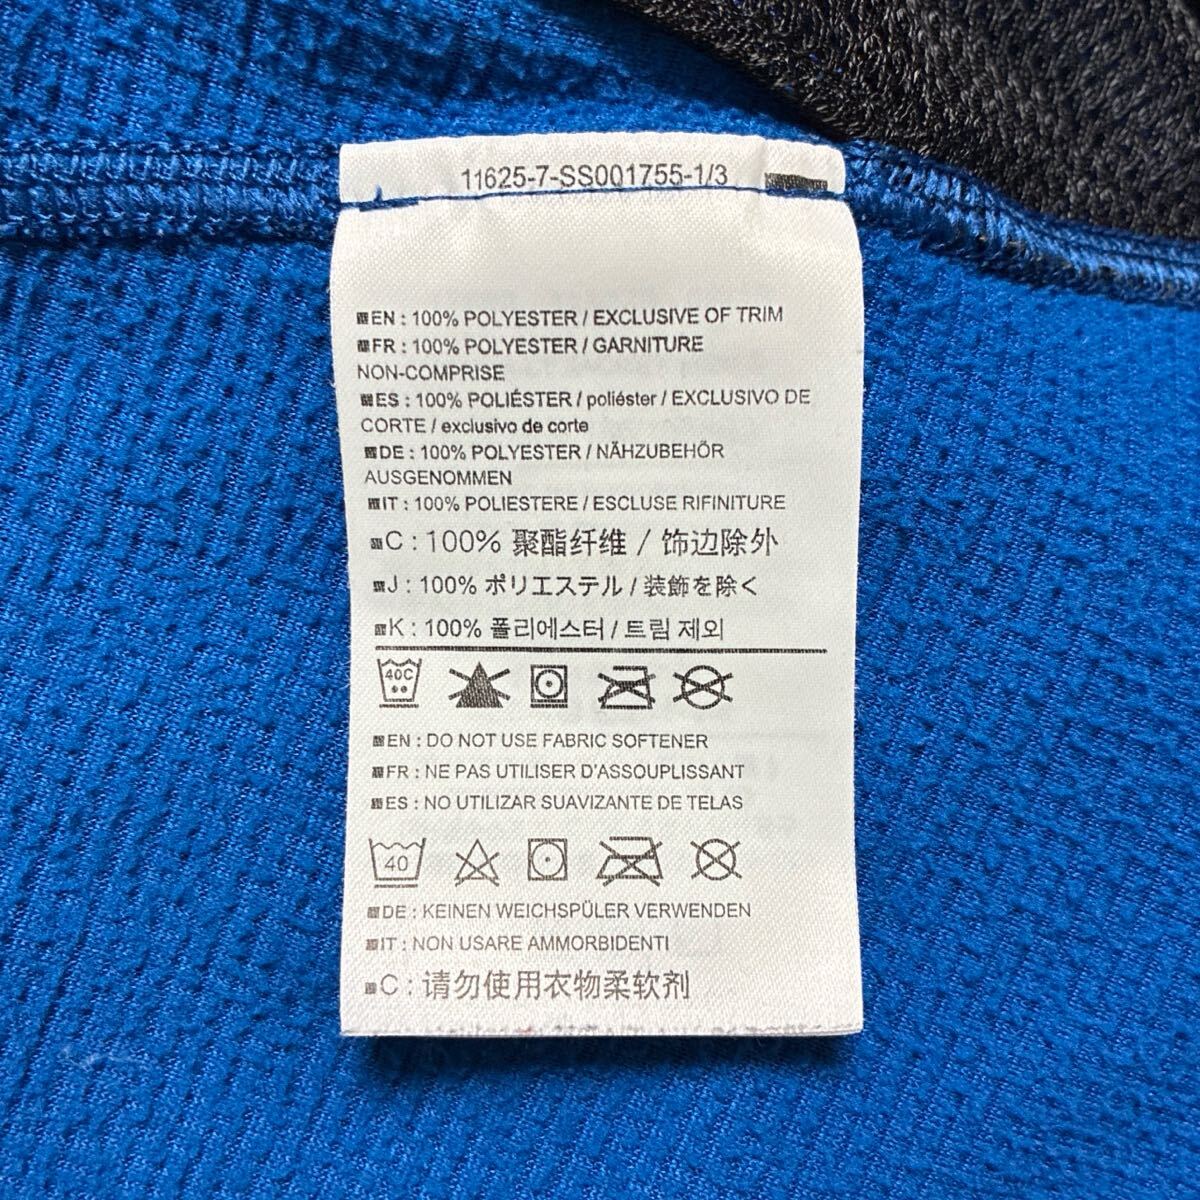 11625-7-SS001755-1/3
EN : 100% POLYESTER / EXCLUSIVE OF TRIM
FR : 100% POLYESTER / GARNITURE
NON-COMPRISE
ES : 100% POLIÉSTER / poliéster / EXCLUSIVO DE
CORTE / exclusivo de corte
DE : 100% POLYESTER / NÄHZUBEHÖR
AUSGENOMMEN
IT : 100% POLIESTERE / ESCLUSE RIFINITURE
C : 100% 聚酯纤维 / 饰边除外
J : 100% ポリエステル / 装飾を除く
K : 100% 폴리에스터 / 트림 제외
40C
EN : DO NOT USE FABRIC SOFTENER
FR : NE PAS UTILISER D'ASSOUPLISSANT
ES : NO UTILIZAR SUAVIZANTE DE TELAS
40
DE : KEINEN WEICHSPÜLER VERWENDEN
IT : NON USARE AMMORBIDENTI
C : 请勿使用衣物柔软剂